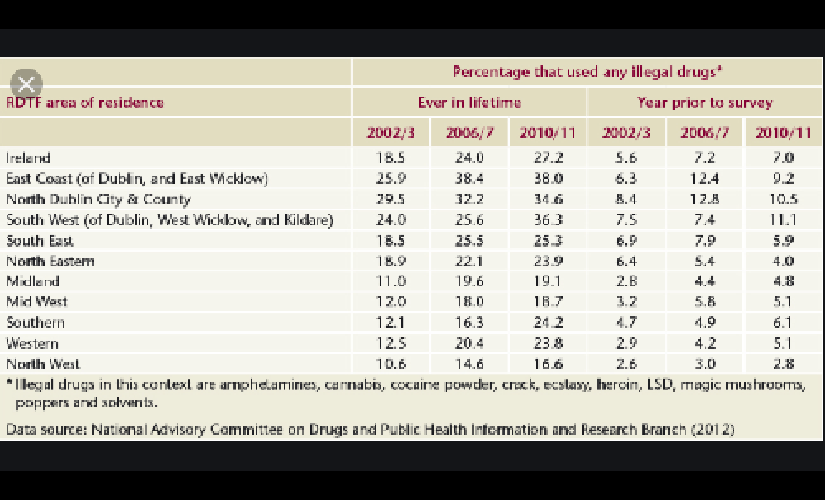 Percentage that used any illegal drugs*
RDTF area of residence Ever in lifetime Year prior to survey
2002/3 2006/7 2010/11 2002/3 2006/7 2010/11
Ireland 18.5 24.0 27.2 5.6 7.2 7.0
East Coast (of Dublin, and East Wicklow) 25.9 38.4 38.0 6.3 12.4 9.2
North Dublin City & County 29.5 32.2 34.6 8.4 12.8 10.5
South West (of Dublin, West Wicklow, and Kildare) 24.0 25.6 36.3 7.5 7.4 11.1
South East 18.5 25.5 25.3 6.9 7.9 5.9
North Eastern 18.9 22.1 23.9 6.4 5.4 4.0
Midland 11.0 19.6 19.1 2.8 4.4 4.8
Mid West 12.0 18.0 18.7 3.2 5.8 5.1
Southern 12.1 16.3 24.2 4.7 4.9 6.1
Western 12.5 20.4 23.8 2.9 4.2 5.1
North West 10.6 14.6 16.6 2.6 3.0 2.8
* Illegal drugs in this context are amphetamines, cannabis, cocaine powder, crack, ecstasy, heroin, LSD, magic mushrooms,
poppers and solvents.
Data source: National Advisory Committee on Drugs and Public Health Information and Research Branch (2012)